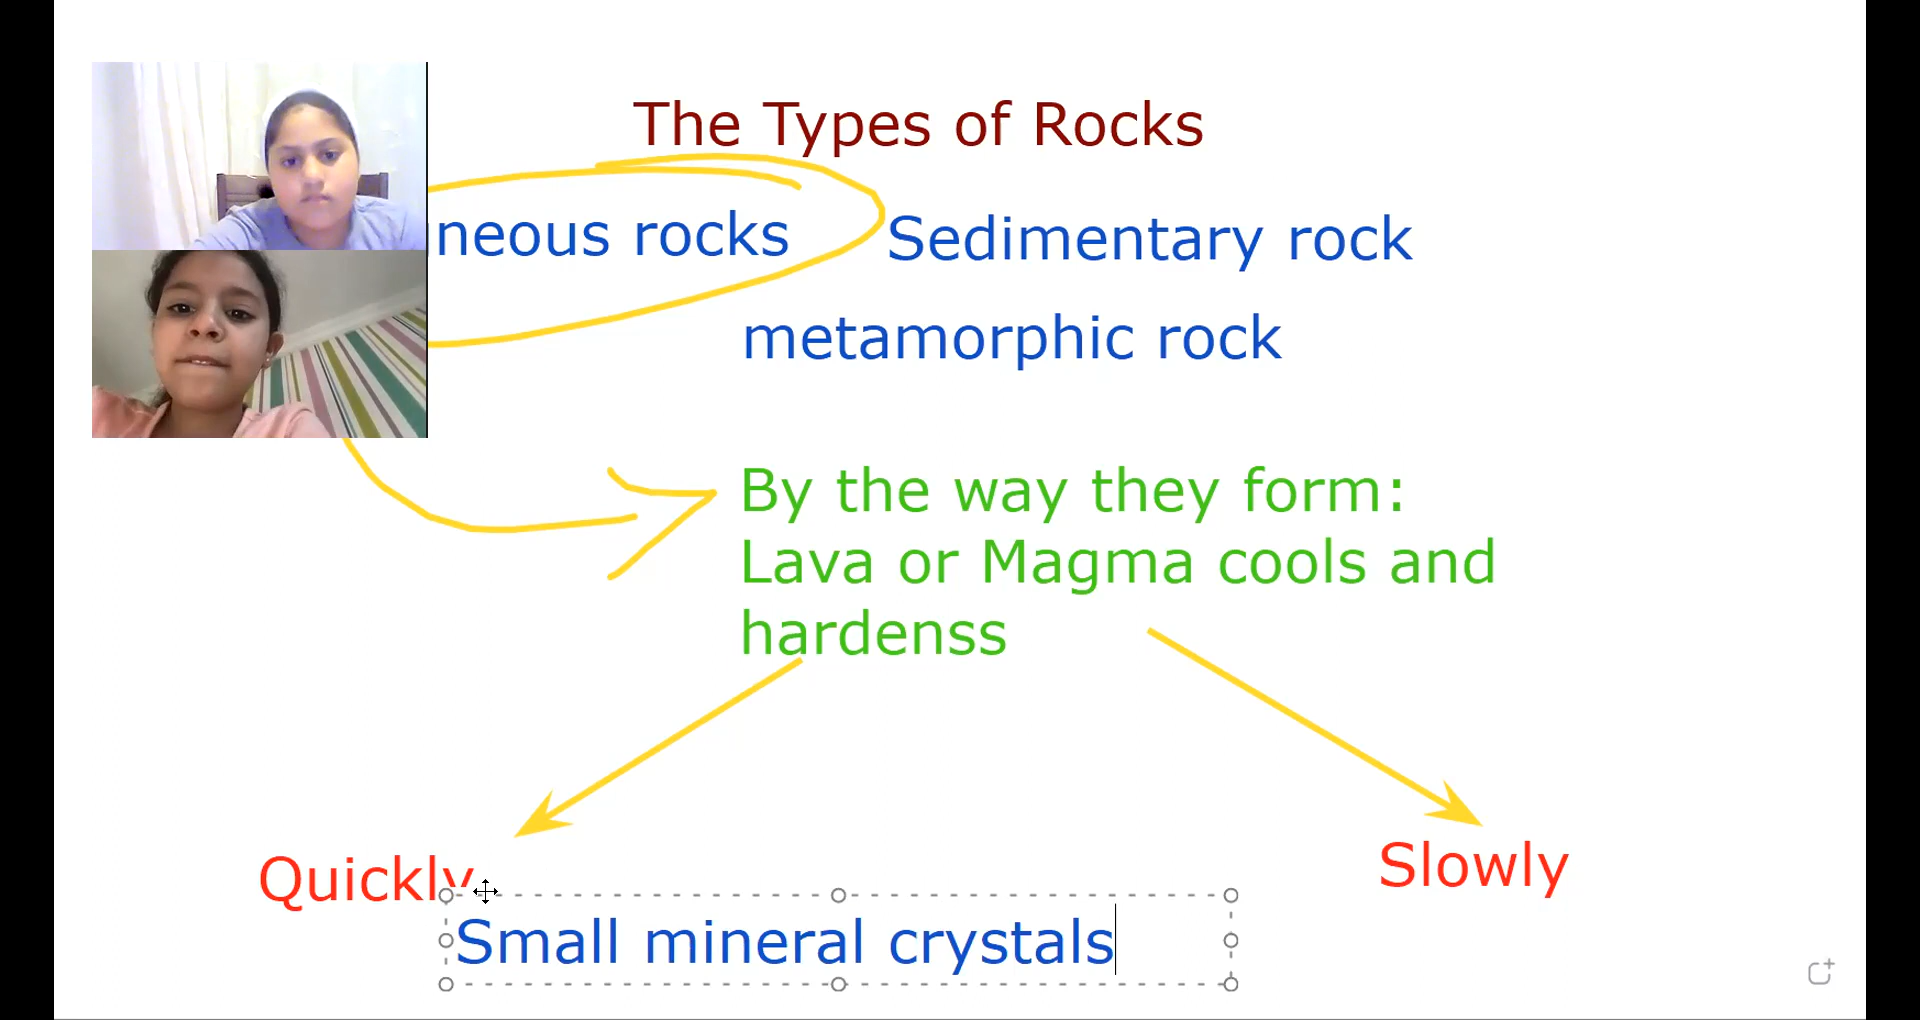 The Types of Rocks
neous rocks
Sedimentary rock
metamorphic rock
By the way they form:
Lava or Magma cools and
hardenss
Quickly
Slowly
Small mineral crystals